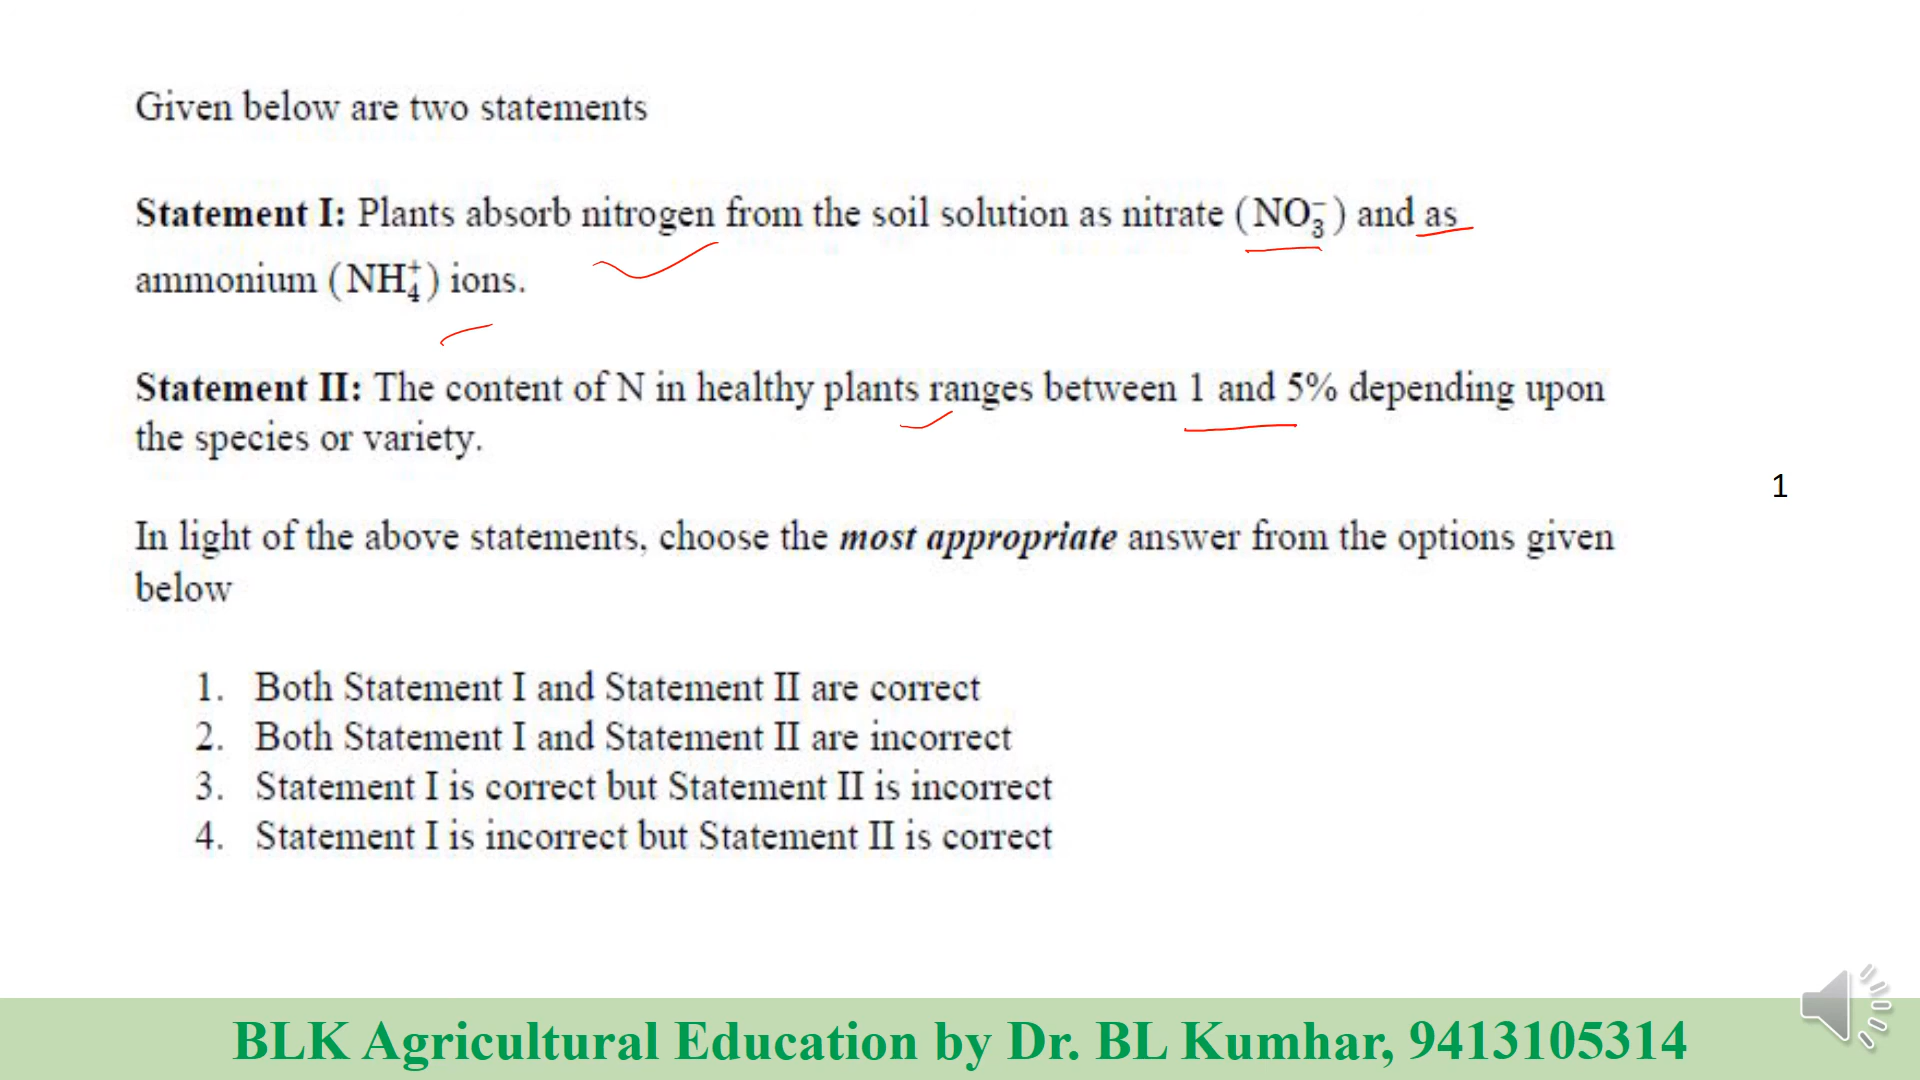 Given below are two statements
Statement I: Plants absorb nitrogen from the soil solution as nitrate (NO₃⁻) and as
ammonium (NH₄⁺) ions.
Statement II: The content of N in healthy plants ranges between 1 and 5% depending upon
the species or variety.
1
In light of the above statements, choose the most appropriate answer from the options given
below
1. Both Statement I and Statement II are correct
2. Both Statement I and Statement II are incorrect
3. Statement I is correct but Statement II is incorrect
4. Statement I is incorrect but Statement II is correct
BLK Agricultural Education by Dr. BL Kumhar, 9413105314